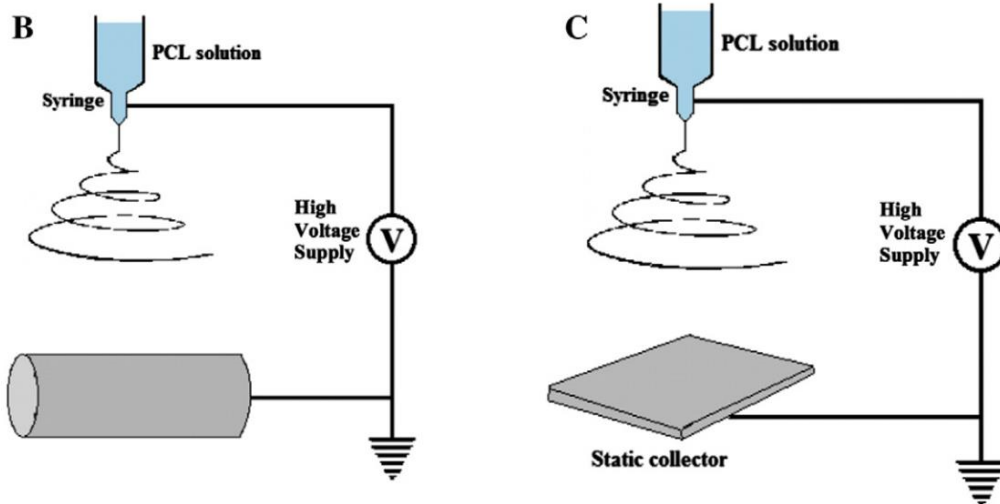 B
PCL solution
Syringe
High
Voltage
Supply
V
C
PCL solution
Syringe
High
Voltage
Supply
V
Static collector